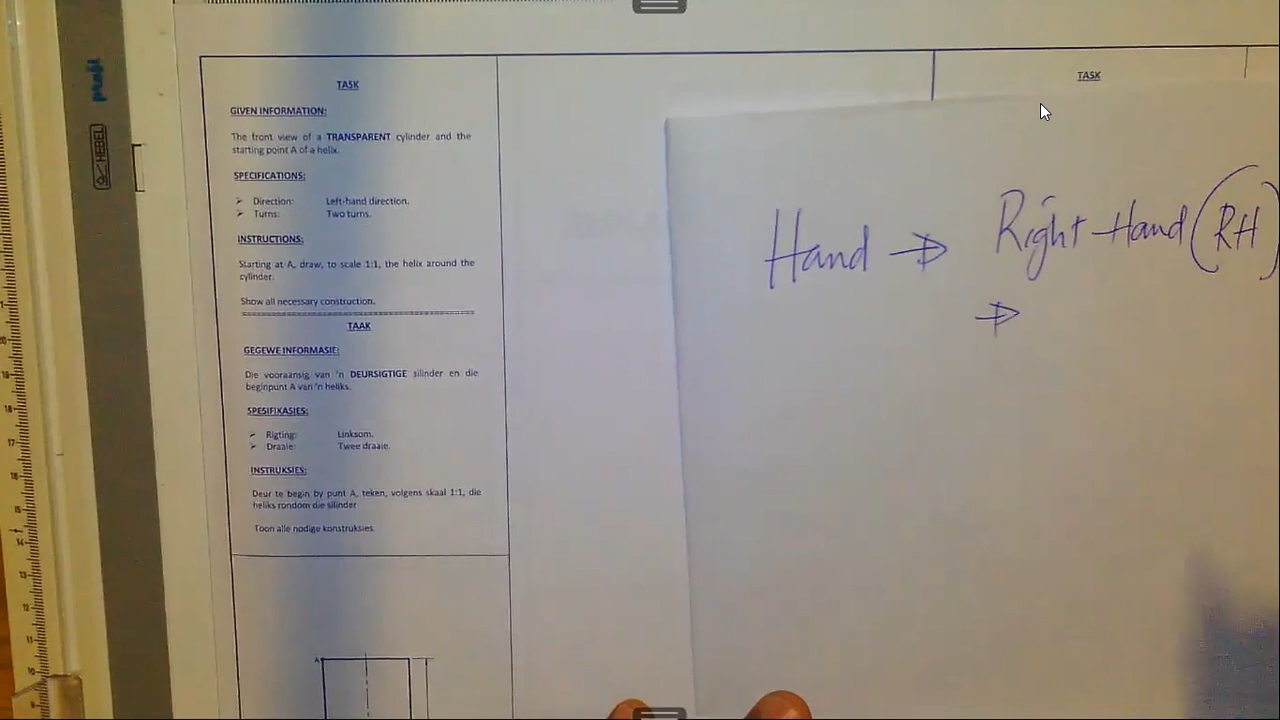 profi
HEBEL
TASK
GIVEN INFORMATION:
The front view of a TRANSPARENT cylinder and the
starting point A of a helix.
SPECIFICATIONS:
➤ Direction: Left-hand direction.
➤ Turns: Two turns.
INSTRUCTIONS:
Starting at A, draw, to scale 1:1, the helix around the
cylinder.
Show all necessary construction.
TAAK
GEGEWE INFORMASIE:
Die vooraansig van 'n DEURSIGTIGE silinder en die
beginpunt A van 'n heliks.
SPESIFIKASIES:
➤ Rigting: Linksom.
➤ Draaie: Twee draaie.
INSTRUKSIES:
Deur te begin by punt A, teken, volgens skaal 1:1, die
heliks rondom die silinder
Toon alle nodige konstruksies.
A
TASK
Hand → Right-Hand (RH)
→